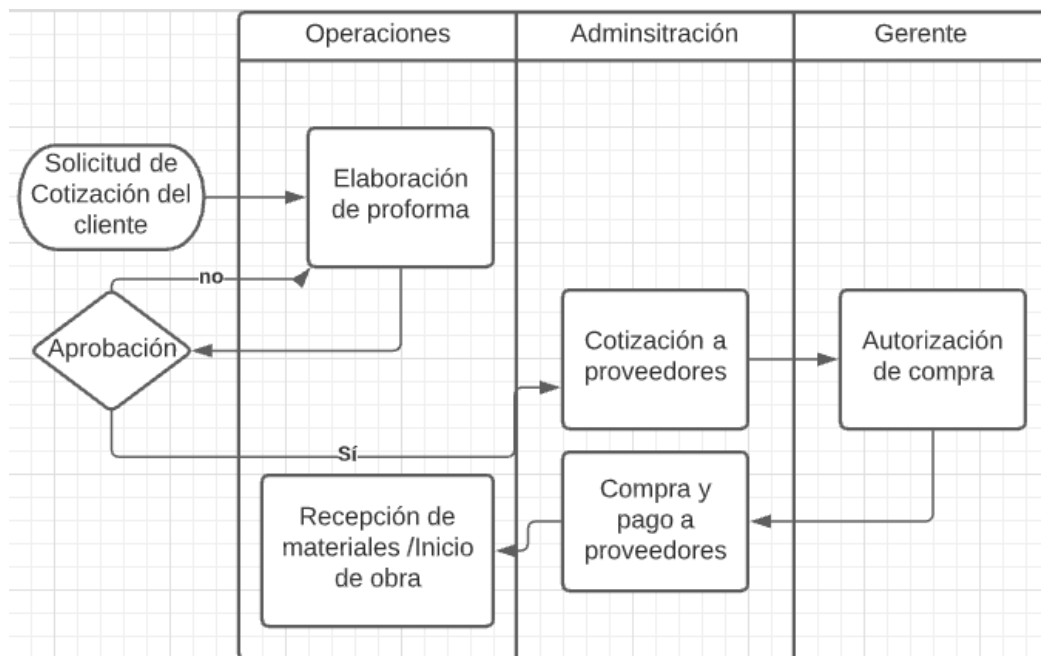 Operaciones
Adminsitración
Gerente
Solicitud de
Cotización del
cliente
Elaboración
de proforma
no
Aprobación
Cotización a
proveedores
Autorización
de compra
Sí
Recepción de
materiales /Inicio
de obra
Compra y
pago a
proveedores